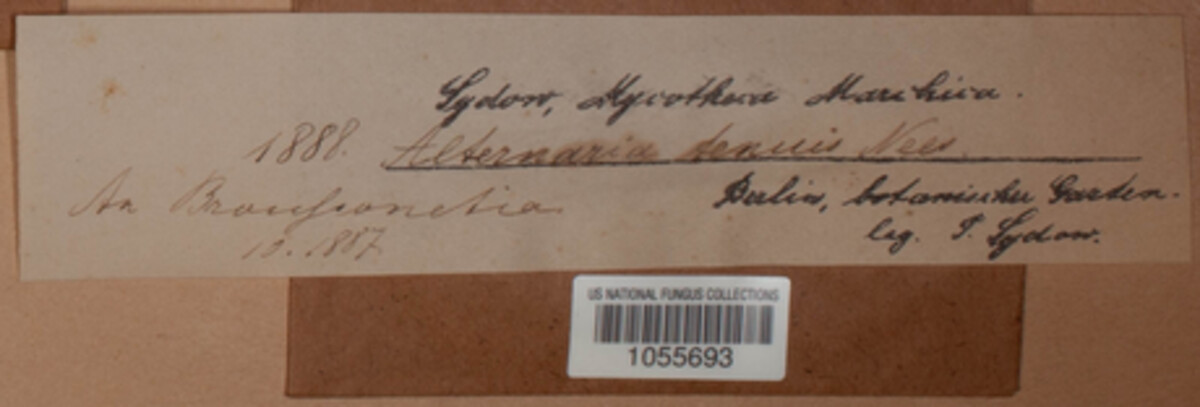 Sydow, Mycotheca Marchica.
1888. Alternaria tenuis Nees
An Broussonetia
Berlin, botanischer Garten.
10. 1887
leg. P. Sydow.
US NATIONAL FUNGUS COLLECTIONS
1055693